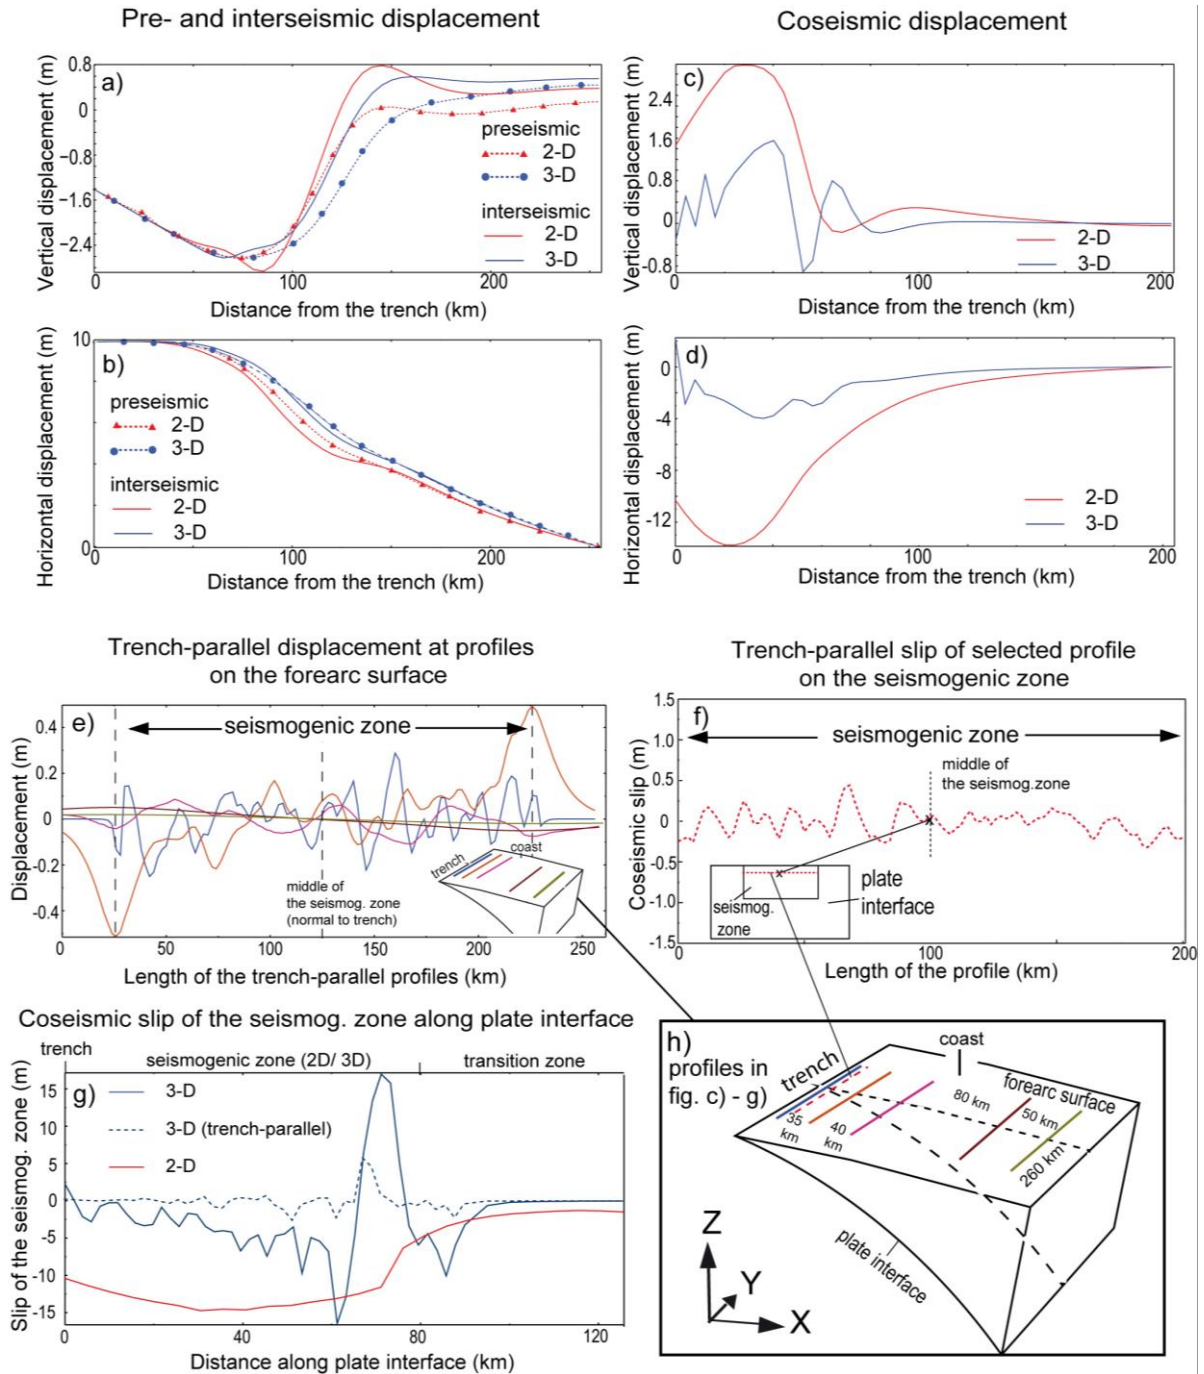 Pre- and interseismic displacement
a)
Vertical displacement (m)
0.8
0
−0.8
−1.6
−2.4
preseismic
2-D
3-D
interseismic
2-D
3-D
0
100
200
Distance from the trench (km)
Coseismic displacement
c)
Vertical displacement (m)
2.4
1.6
0.8
0
-0.8
2-D
3-D
0
100
200
Distance from the trench (km)
b)
Horizontal displacement (m)
10
0
preseismic
2-D
3-D
interseismic
2-D
3-D
0
100
200
Distance from the trench (km)
d)
Horizontal displacement (m)
0
-4
-8
-12
2-D
3-D
0
100
200
Distance from the trench (km)
Trench-parallel displacement at profiles
on the forearc surface
e)
Displacement (m)
0.4
0.2
0
-0.2
-0.4
seismogenic zone
middle of
the seismog. zone
(normal to trench)
trench
coast
0
50
100
150
200
250
Length of the trench-parallel profiles (km)
Trench-parallel slip of selected profile
on the seismogenic zone
f)
Coseismic slip (m)
1.5
1.0
0.5
0
-0.5
-1.0
-1.5
seismogenic zone
middle of
the seismog.zone
seismog.
zone
plate
interface
100
200
Length of the profile (km)
Coseismic slip of the seismog. zone along plate interface
trench
seismogenic zone (2D/ 3D)
transition zone
g)
Slip of the seismog. zone (m)
15
10
5
0
-5
-10
-15
3-D
3-D (trench-parallel)
2-D
0
40
80
120
Distance along plate interface (km)
h)
profiles in
fig. c) - g)
trench
coast
forearc surface
35
km
40
km
80 km
50 km
260 km
plate interface
Z
Y
X